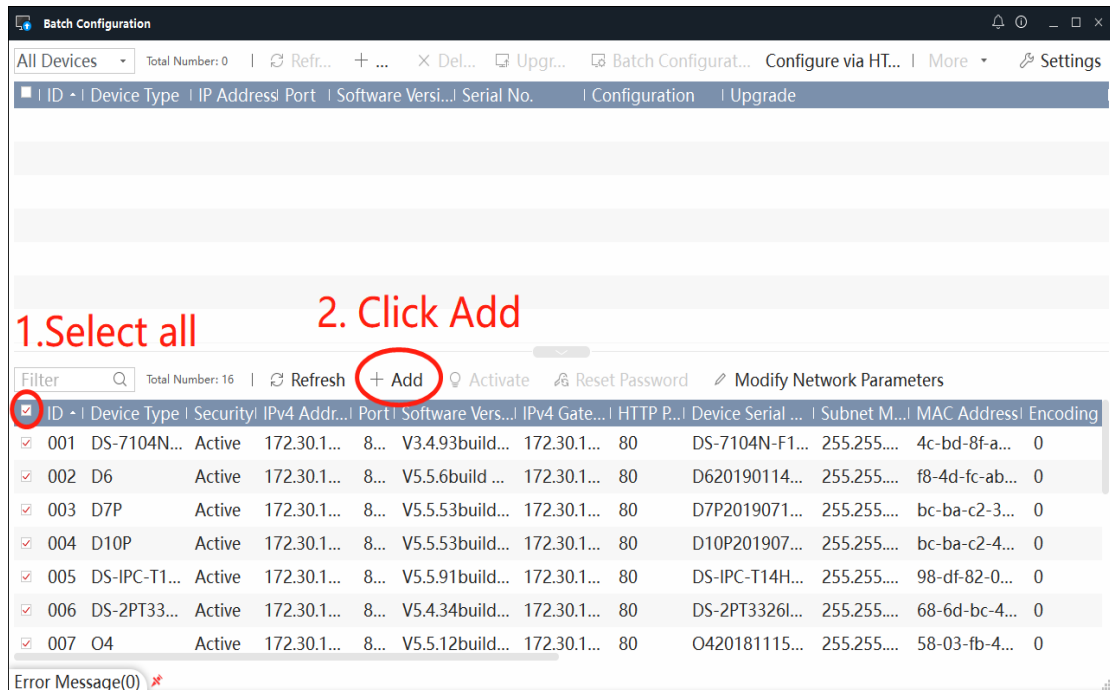 Batch Configuration
All Devices Total Number: 0 | Refr... + ... × Del... Upgr... Batch Configurat... Configure via HT... | More Settings
ID Device Type IP Address Port Software Versi... Serial No. Configuration Upgrade
1.Select all
2. Click Add
Filter Total Number: 16 | Refresh + Add Activate Reset Password Modify Network Parameters
ID Device Type Security IPv4 Addr... Port Software Vers... IPv4 Gate... HTTP P... Device Serial ... Subnet M... MAC Address Encoding
001 DS-7104N... Active 172.30.1... 8... V3.4.93build... 172.30.1... 80 DS-7104N-F1... 255.255.... 4c-bd-8f-a... 0
002 D6 Active 172.30.1... 8... V5.5.6build ... 172.30.1... 80 D620190114... 255.255.... f8-4d-fc-ab... 0
003 D7P Active 172.30.1... 8... V5.5.53build... 172.30.1... 80 D7P2019071... 255.255.... bc-ba-c2-3... 0
004 D10P Active 172.30.1... 8... V5.5.53build... 172.30.1... 80 D10P201907... 255.255.... bc-ba-c2-4... 0
005 DS-IPC-T1... Active 172.30.1... 8... V5.5.91build... 172.30.1... 80 DS-IPC-T14H... 255.255.... 98-df-82-0... 0
006 DS-2PT33... Active 172.30.1... 8... V5.4.34build... 172.30.1... 80 DS-2PT3326I... 255.255.... 68-6d-bc-4... 0
007 O4 Active 172.30.1... 8... V5.5.12build... 172.30.1... 80 O420181115... 255.255.... 58-03-fb-4... 0
Error Message(0)